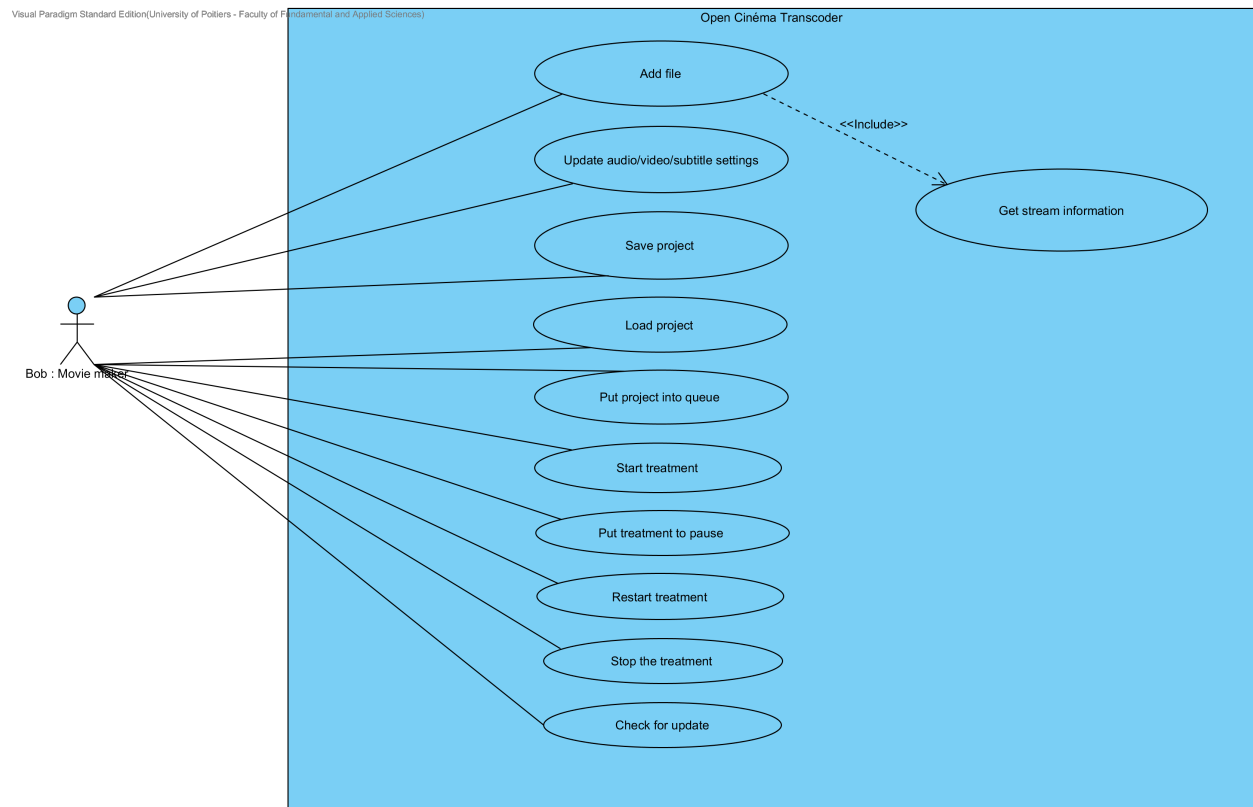 Visual Paradigm Standard Edition(University of Poitiers - Faculty of Fundamental and Applied Sciences)
Open Cinéma Transcoder
Add file
<<Include>>
Update audio/video/subtitle settings
Get stream information
Save project
Load project
Bob : Movie maker
Put project into queue
Start treatment
Put treatment to pause
Restart treatment
Stop the treatment
Check for update